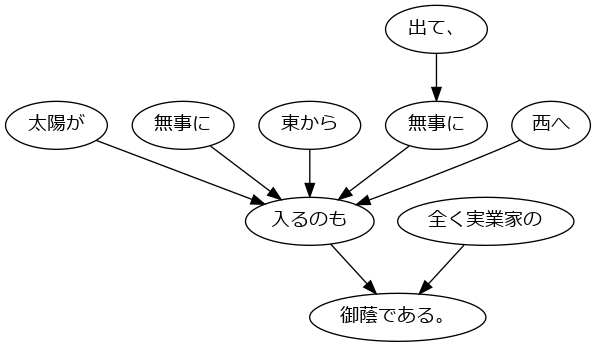 出て、
太陽が 無事に 東から 無事に 西へ
入るのも 全く実業家の
御蔭である。